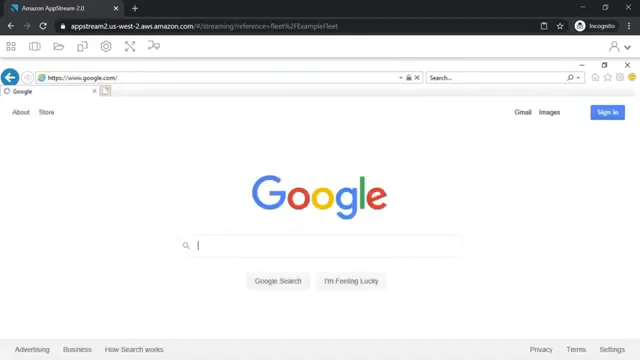 Amazon AppStream 2.0
appstream2.us-west-2.aws.amazon.com/#/streaming?reference=fleet%2FExampleFleet
Incognito
https://www.google.com/
Search...
Google
About Store
Gmail Images Sign in
Google
Google Search I'm Feeling Lucky
Advertising Business How Search works
Privacy Terms Settings